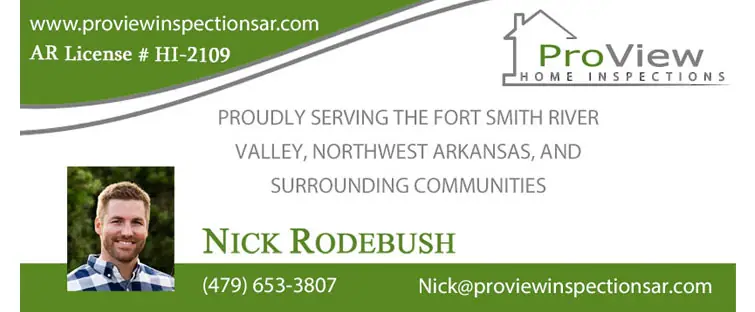 www.proviewinspectionsar.com
AR License # HI-2109
ProView
HOME INSPECTIONS
PROUDLY SERVING THE FORT SMITH RIVER
VALLEY, NORTHWEST ARKANSAS, AND
SURROUNDING COMMUNITIES
NICK RODEBUSH
(479) 653-3807
Nick@proviewinspectionsar.com